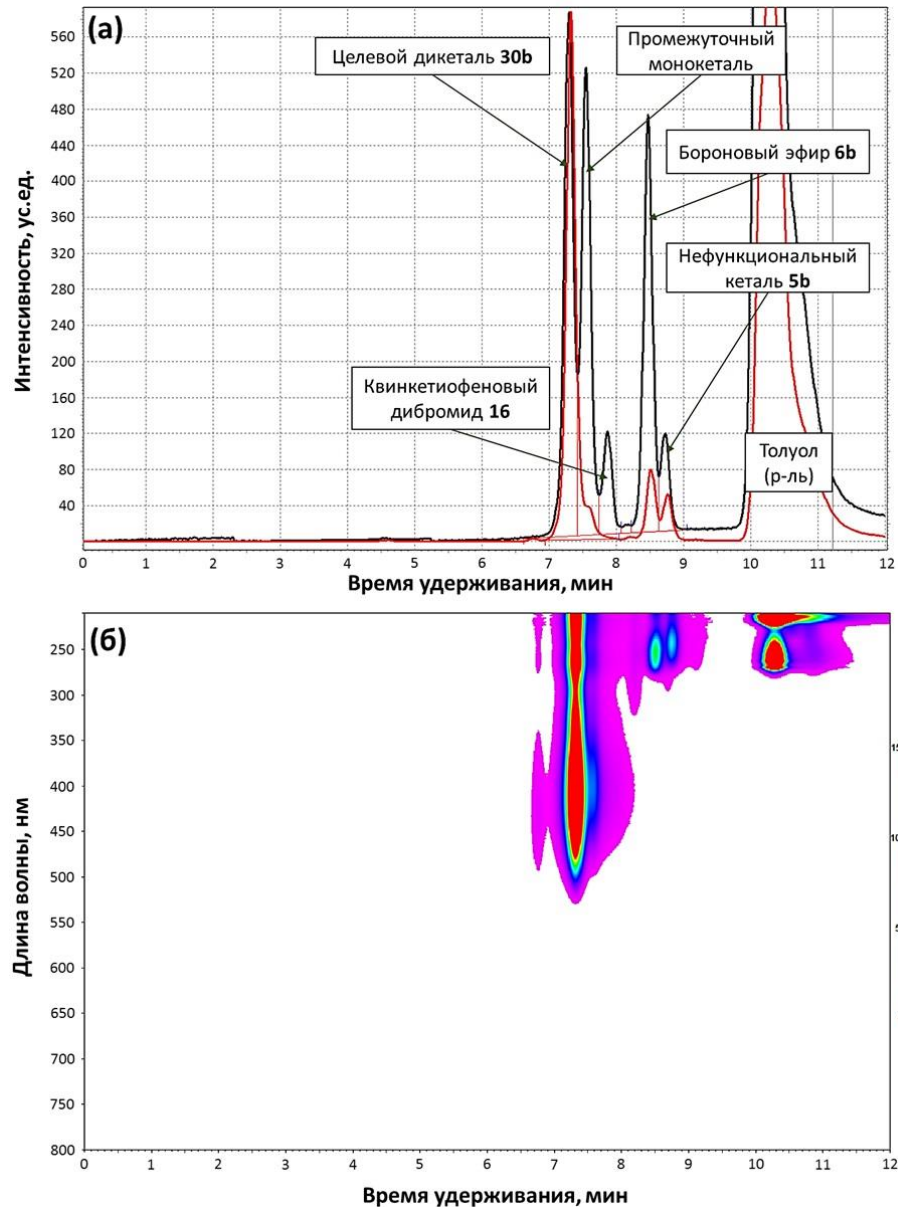 (а)
Целевой дикеталь 30b
Промежуточный
монокеталь
Бороновый эфир 6b
Нефункциональный
кеталь 5b
Квинкетиофеновый
дибромид 16
Толуол
(р-ль)
Интенсивность, ус.ед.
560
520
480
440
400
360
320
280
240
200
160
120
80
40
0 1 2 3 4 5 6 7 8 9 10 11 12
Время удерживания, мин
(б)
Длина волны, нм
250
300
350
400
450
500
550
600
650
700
750
800
0 1 2 3 4 5 6 7 8 9 10 11 12
Время удерживания, мин